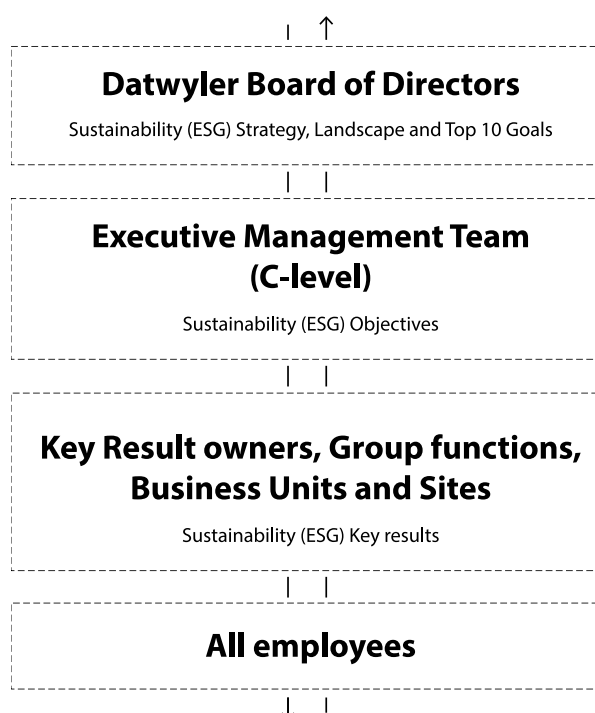 Datwyler Board of Directors
Sustainability (ESG) Strategy, Landscape and Top 10 Goals
Executive Management Team
(C-level)
Sustainability (ESG) Objectives
Key Result owners, Group functions,
Business Units and Sites
Sustainability (ESG) Key results
All employees